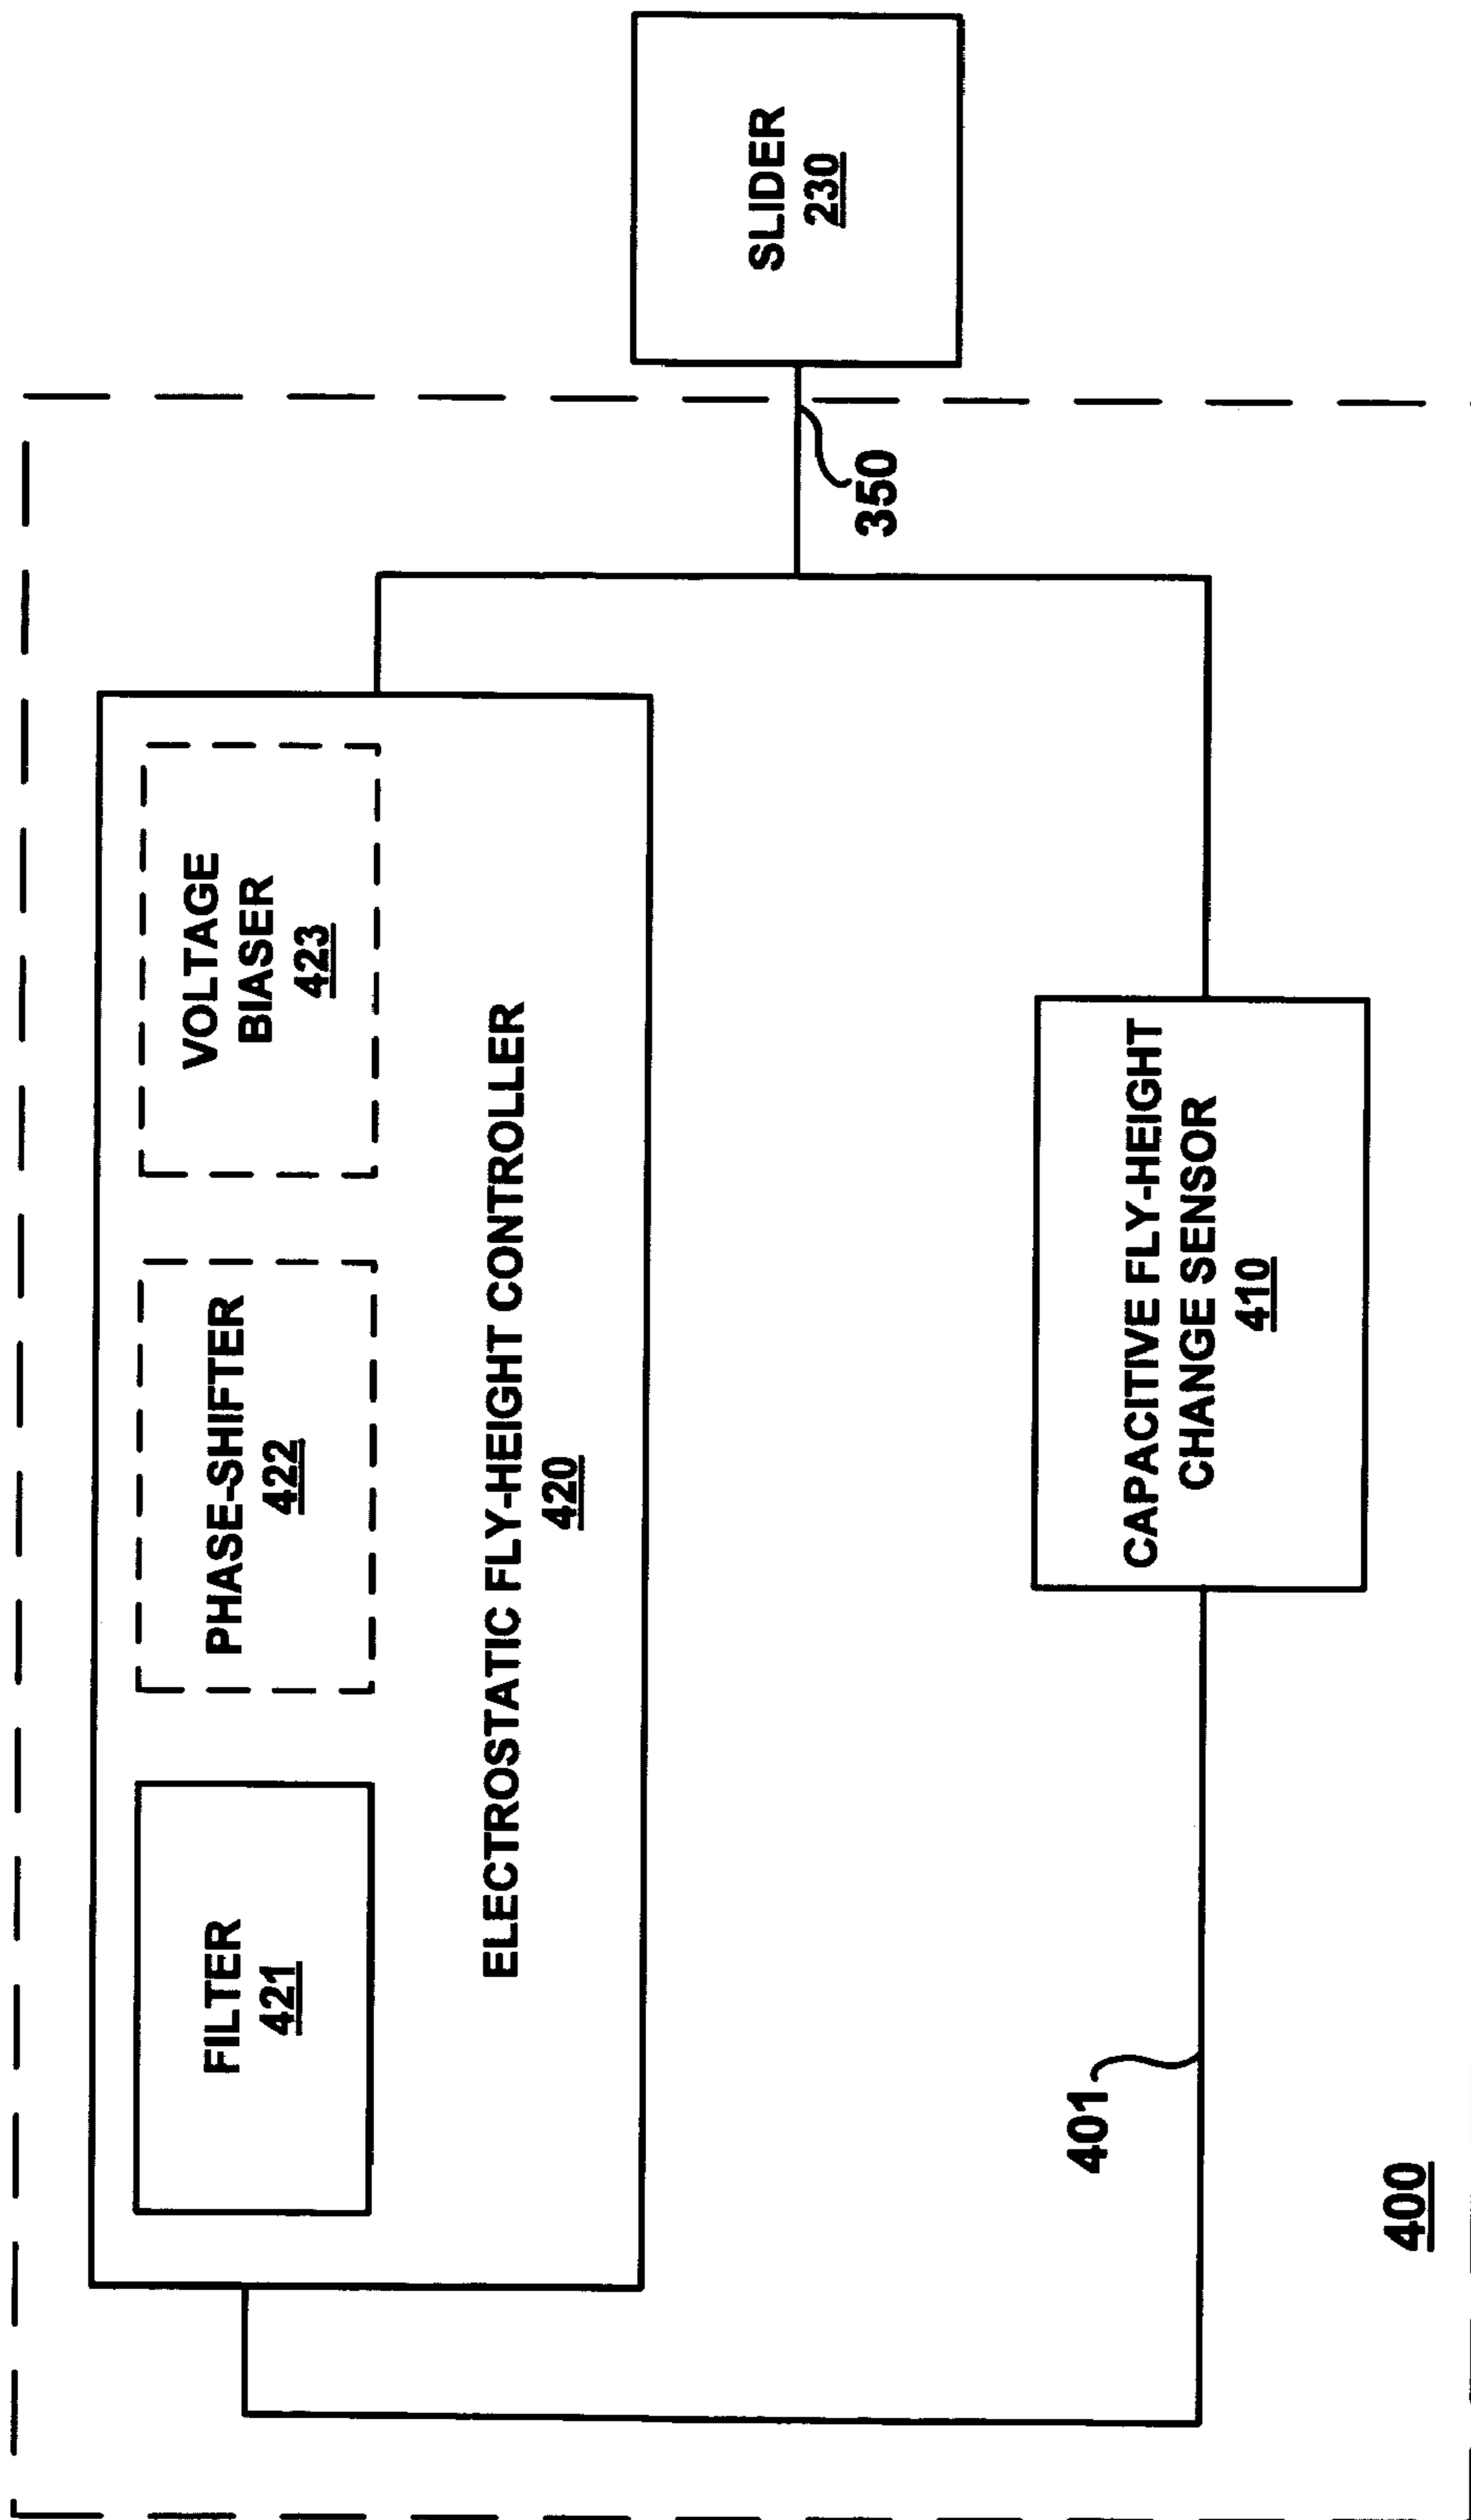 FILTER
421
PHASE-SHIFTER
422
VOLTAGE
BIASER
423
ELECTROSTATIC FLY-HEIGHT CONTROLLER
420
SLIDER
230
350
CAPACITIVE FLY-HEIGHT
CHANGE SENSOR
410
401
400